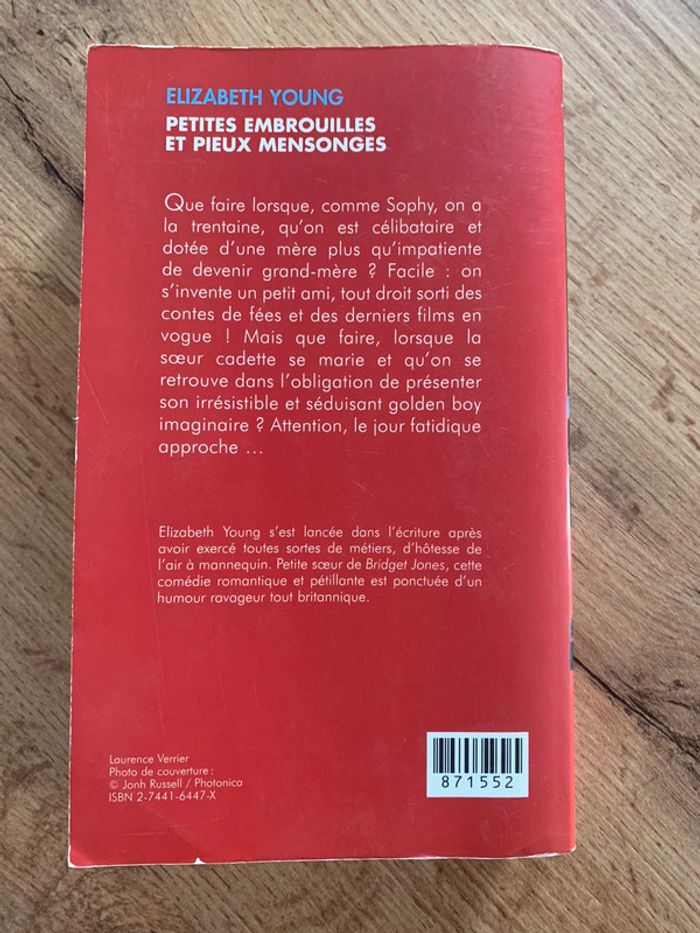 ELIZABETH YOUNG
PETITES EMBROUILLES
ET PIEUX MENSONGES
Que faire lorsque, comme Sophy, on a
la trentaine, qu'on est célibataire et
dotée d'une mère plus qu'impatiente
de devenir grand-mère ? Facile : on
s'invente un petit ami, tout droit sorti des
contes de fées et des derniers films en
vogue ! Mais que faire, lorsque la
sœur cadette se marie et qu'on se
retrouve dans l'obligation de présenter
son irrésistible et séduisant golden boy
imaginaire ? Attention, le jour fatidique
approche ...
Elizabeth Young s'est lancée dans l'écriture après
avoir exercé toutes sortes de métiers, d'hôtesse de
l'air à mannequin. Petite sœur de Bridget Jones, cette
comédie romantique et pétillante est ponctuée d'un
humour ravageur tout britannique.
Laurence Verrier
Photo de couverture :
© Jonh Russell / Photonica
ISBN 2-7441-6447-X
871552